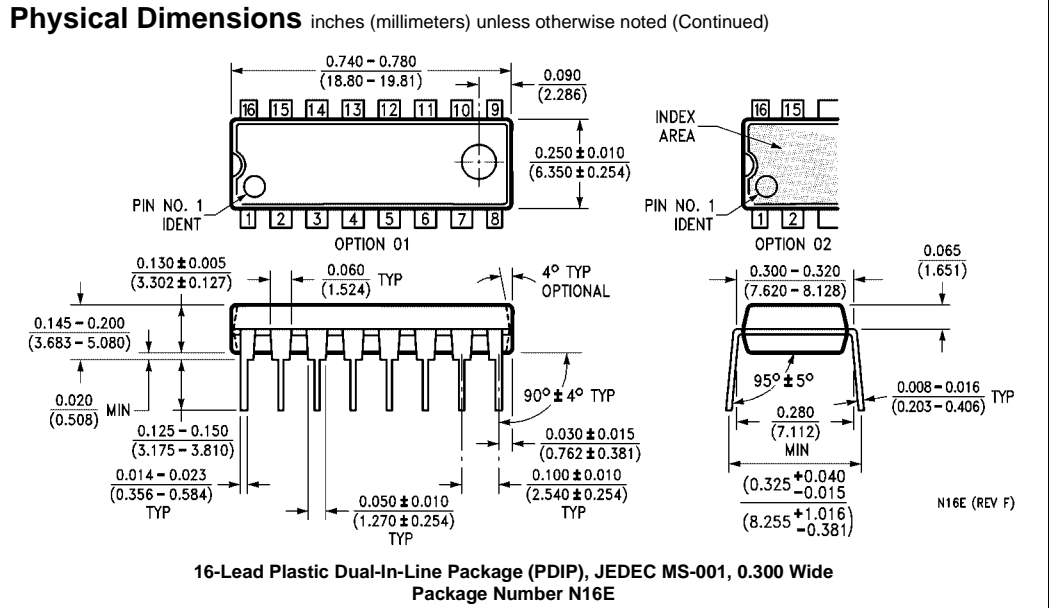 Physical Dimensions inches (millimeters) unless otherwise noted (Continued)
0.740 – 0.780
(18.80 – 19.81)
0.090
(2.286)
16 15 14 13 12 11 10 9
INDEX
AREA
16 15
0.250 ± 0.010
(6.350 ± 0.254)
PIN NO. 1
IDENT
1 2 3 4 5 6 7 8
OPTION 01
PIN NO. 1
IDENT
1 2
OPTION 02
0.130 ± 0.005
(3.302 ± 0.127)
0.060
(1.524)
TYP
4° TYP
OPTIONAL
0.300 – 0.320
(7.620 – 8.128)
0.065
(1.651)
0.145 – 0.200
(3.683 – 5.080)
0.020
(0.508)
MIN
0.125 – 0.150
(3.175 – 3.810)
90° ± 4° TYP
95° ± 5°
0.008 – 0.016
(0.203 – 0.406)
TYP
0.280
(7.112)
MIN
0.030 ± 0.015
(0.762 ± 0.381)
0.014 – 0.023
(0.356 – 0.584)
TYP
0.050 ± 0.010
(1.270 ± 0.254)
TYP
0.100 ± 0.010
(2.540 ± 0.254)
TYP
(0.325 +0.040
–0.015
(8.255 +1.016
–0.381)
N16E (REV F)
16-Lead Plastic Dual-In-Line Package (PDIP), JEDEC MS-001, 0.300 Wide
Package Number N16E